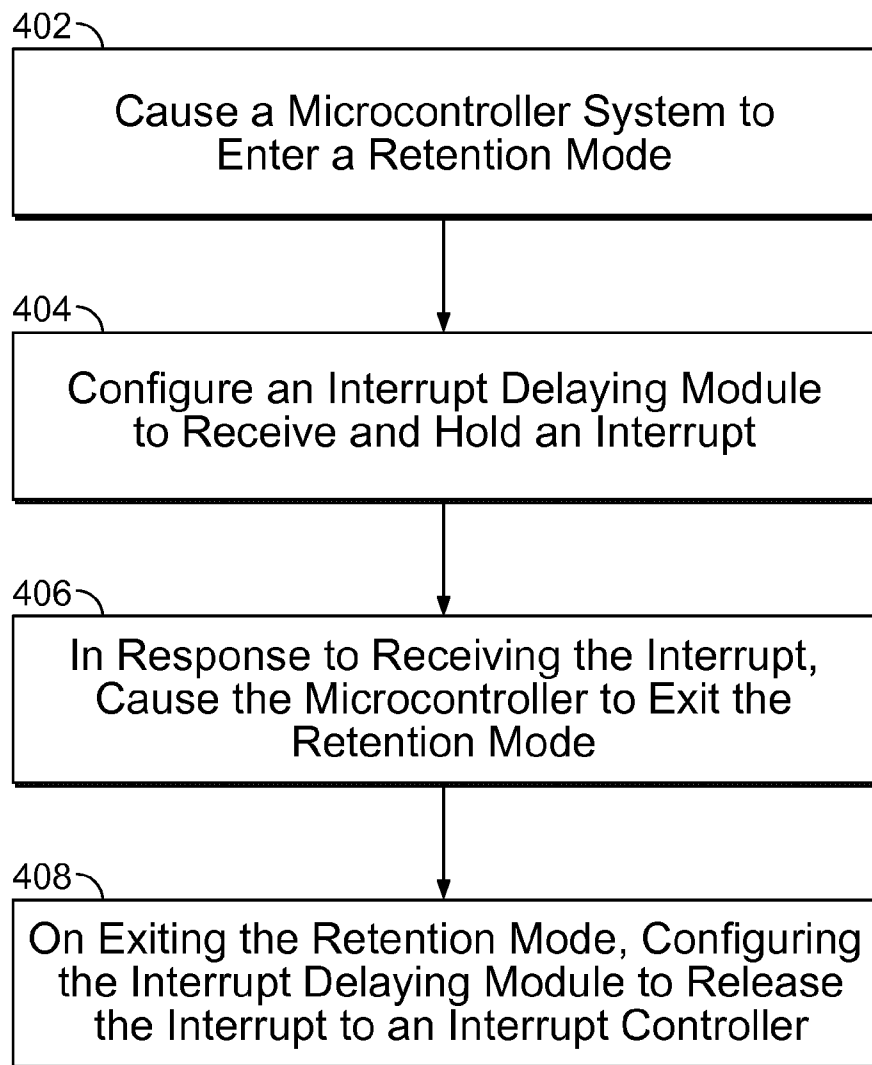 402
Cause a Microcontroller System to
Enter a Retention Mode
404
Configure an Interrupt Delaying Module
to Receive and Hold an Interrupt
406
In Response to Receiving the Interrupt,
Cause the Microcontroller to Exit the
Retention Mode
408
On Exiting the Retention Mode, Configuring
the Interrupt Delaying Module to Release
the Interrupt to an Interrupt Controller